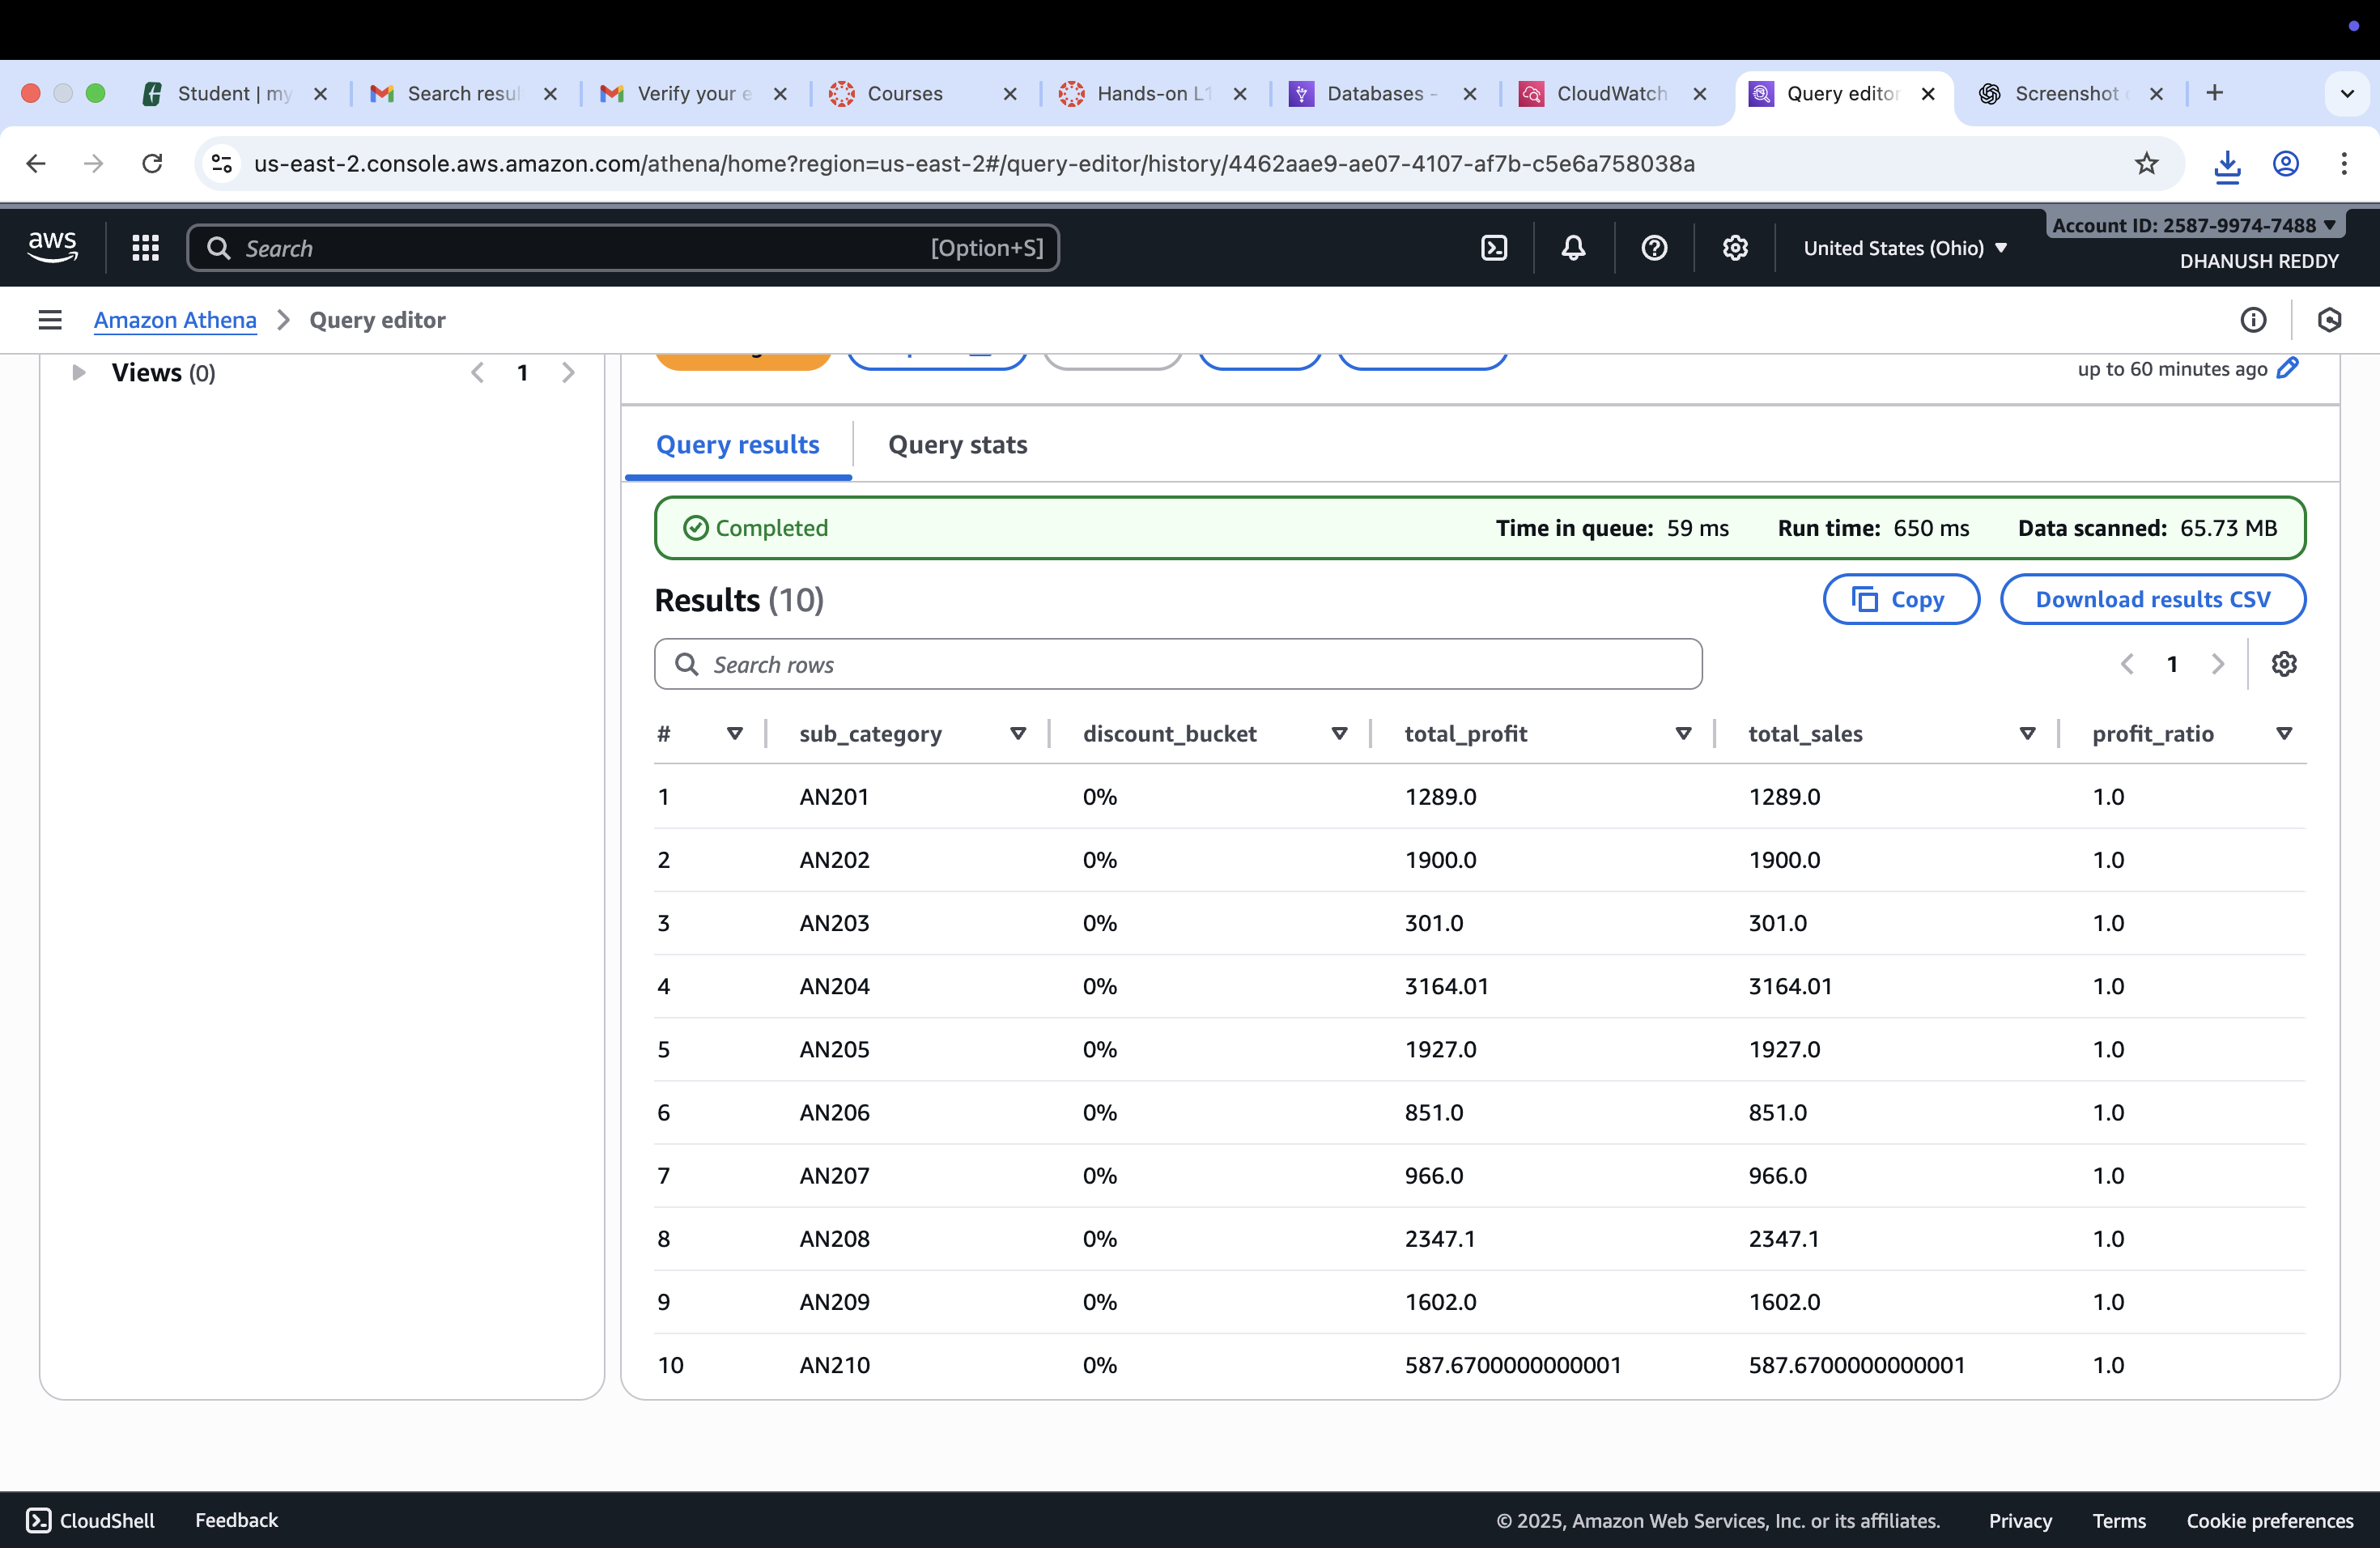 Student | my
Search resul
Verify your e
Courses
Hands-on L1
Databases -
CloudWatch
Query editor
Screenshot
us-east-2.console.aws.amazon.com/athena/home?region=us-east-2#/query-editor/history/4462aae9-ae07-4107-af7b-c5e6a758038a
aws
Search
[Option+S]
United States (Ohio)
Account ID: 2587-9974-7488
DHANUSH REDDY
Amazon Athena
Query editor
Views (0)
1
up to 60 minutes ago
Query results
Query stats
Completed
Time in queue: 59 ms
Run time: 650 ms
Data scanned: 65.73 MB
Results (10)
Copy
Download results CSV
Search rows
1
# sub_category discount_bucket total_profit total_sales profit_ratio
1 AN201 0% 1289.0 1289.0 1.0
2 AN202 0% 1900.0 1900.0 1.0
3 AN203 0% 301.0 301.0 1.0
4 AN204 0% 3164.01 3164.01 1.0
5 AN205 0% 1927.0 1927.0 1.0
6 AN206 0% 851.0 851.0 1.0
7 AN207 0% 966.0 966.0 1.0
8 AN208 0% 2347.1 2347.1 1.0
9 AN209 0% 1602.0 1602.0 1.0
10 AN210 0% 587.6700000000001 587.6700000000001 1.0
CloudShell
Feedback
© 2025, Amazon Web Services, Inc. or its affiliates.
Privacy
Terms
Cookie preferences